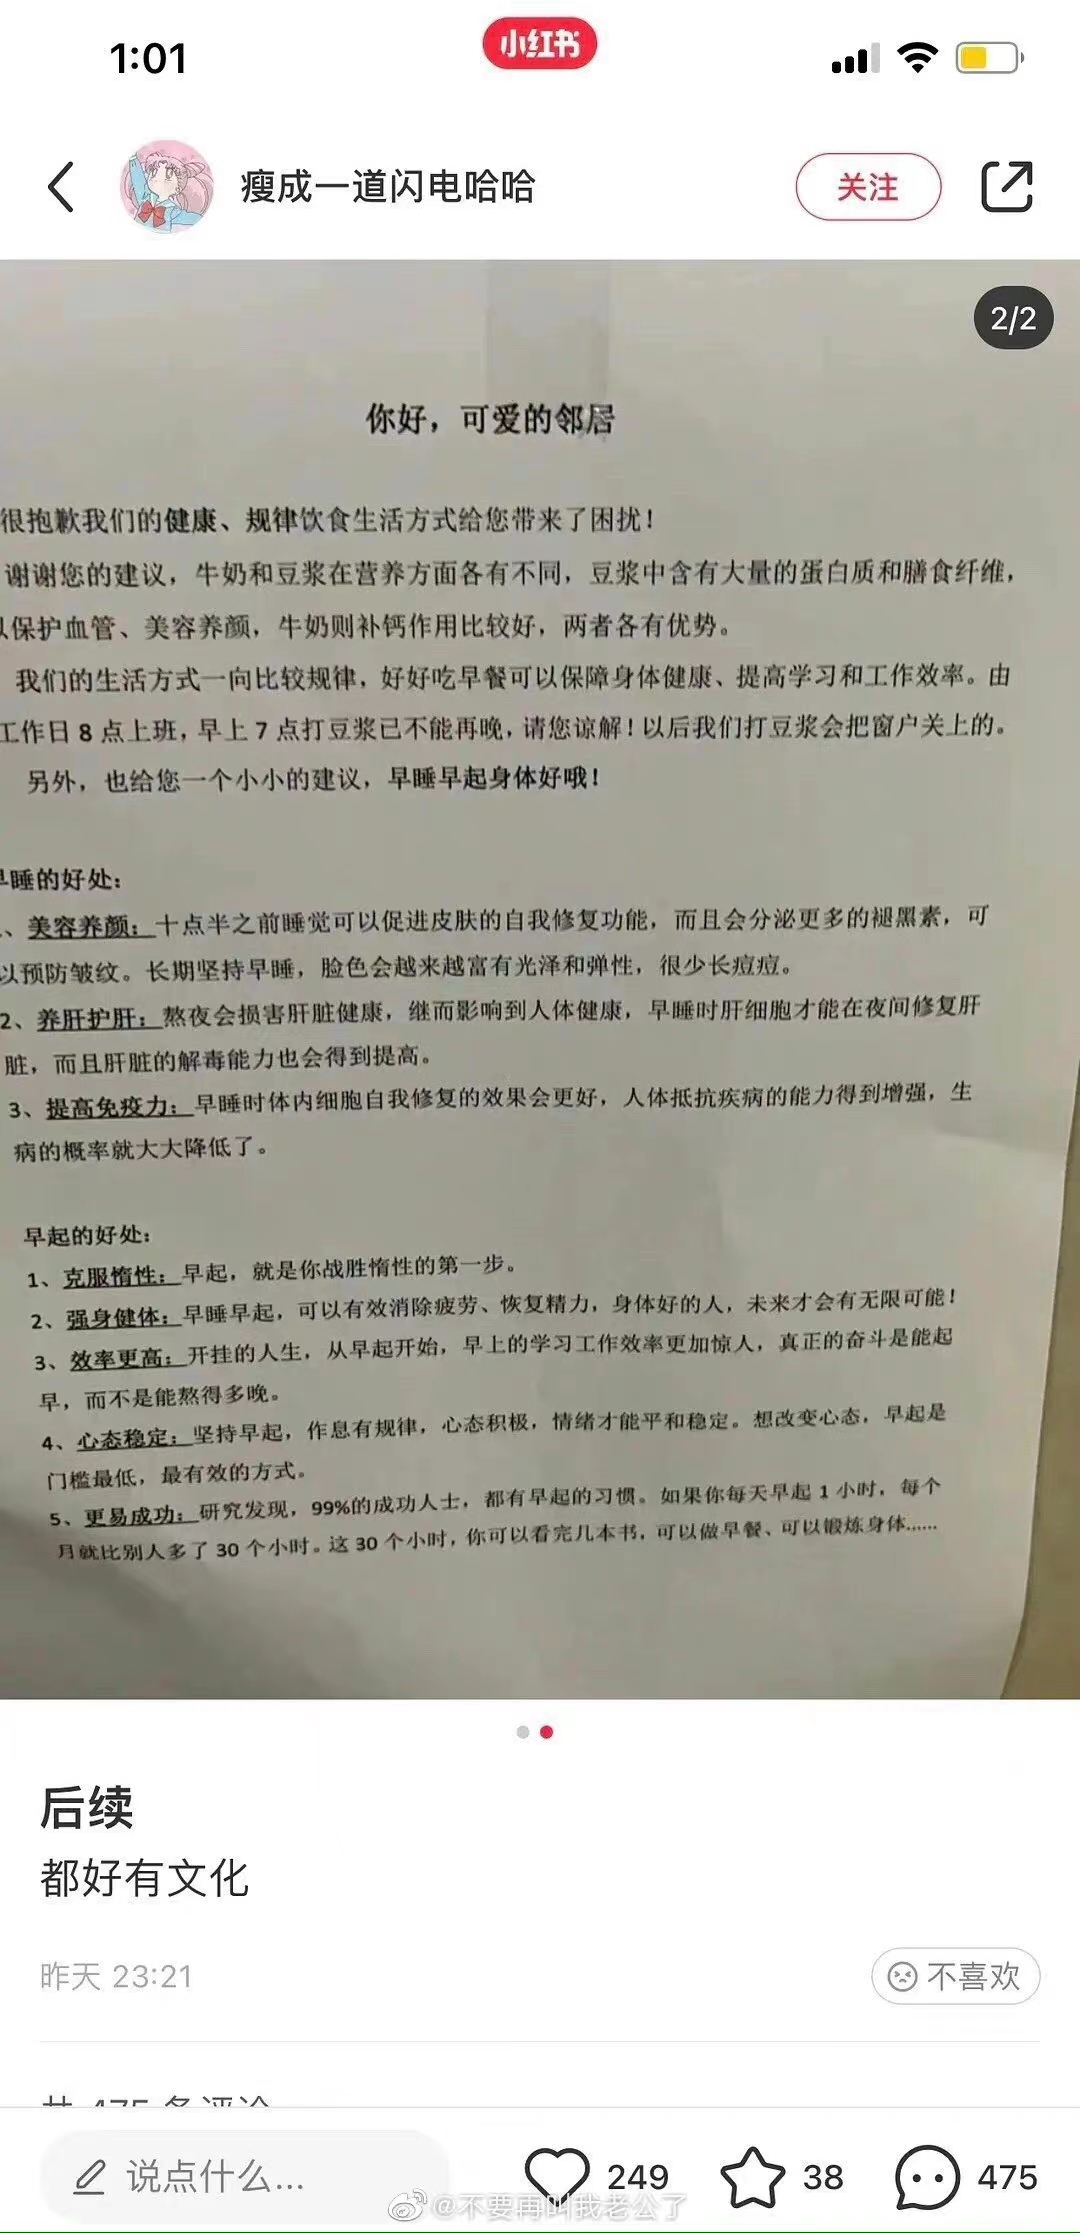 1:01
小红书
瘦成一道闪电哈哈
关注
2/2
你好，可爱的邻居
很抱歉我们的健康、规律饮食生活方式给您带来了困扰！
谢谢您的建议，牛奶和豆浆在营养方面各有不同，豆浆中含有大量的蛋白质和膳食纤维，
保护血管、美容养颜，牛奶则补钙作用比较好，两者各有优势。
我们的生活方式一向比较规律，好好吃早餐可以保障身体健康、提高学习和工作效率。由
工作日8点上班，早上7点打豆浆已不能再晚，请您谅解！以后我们打豆浆会把窗户关上的。
另外，也给您一个小小的建议，早睡早起身体好哦！
早睡的好处：
、美容养颜：十点半之前睡觉可以促进皮肤的自我修复功能，而且会分泌更多的褪黑素，可
以预防皱纹。长期坚持早睡，脸色会越来越富有光泽和弹性，很少长痘痘。
2、养肝护肝：熬夜会损害肝脏健康，继而影响到人体健康，早睡时肝细胞才能在夜间修复肝
脏，而且肝脏的解毒能力也会得到提高。
3、提高免疫力：早睡时体内细胞自我修复的效果会更好，人体抵抗疾病的能力得到增强，生
病的概率就大大降低了。
早起的好处：
1、克服惰性：早起，就是你战胜惰性的第一步。
2、强身健体：早睡早起，可以有效消除疲劳、恢复精力，身体好的人，未来才会有无限可能！
3、效率更高：开挂的人生，从早起开始，早上的学习工作效率更加惊人，真正的奋斗是能起
早，而不是能熬得多晚。
4、心态稳定：坚持早起，作息有规律，心态积极，情绪才能平和稳定。想改变心态，早起是
门槛最低，最有效的方式。
5、更易成功：研究发现，99%的成功人士，都有早起的习惯。如果你每天早起1小时，每个
月就比别人多了30个小时。这30个小时，你可以看完几本书，可以做早餐、可以锻炼身体……
后续
都好有文化
昨天 23:21
不喜欢
共 475 条评论
说点什么...
249
38
475
@不要再叫我老公了